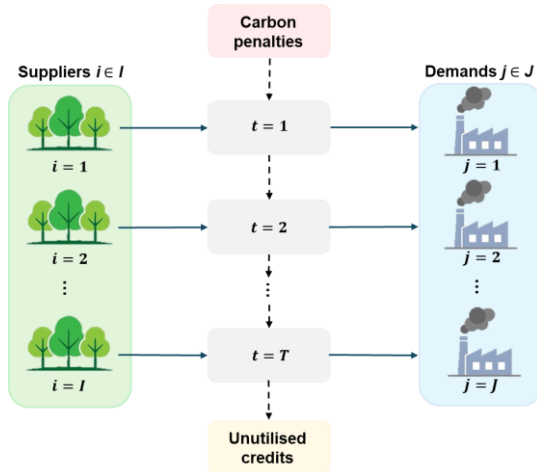 Carbon
penalties
Suppliers i ∈ I
Demands j ∈ J
i = 1
t = 1
j = 1
i = 2
t = 2
j = 2
⋮
⋮
⋮
i = I
t = T
j = J
Unutilised
credits